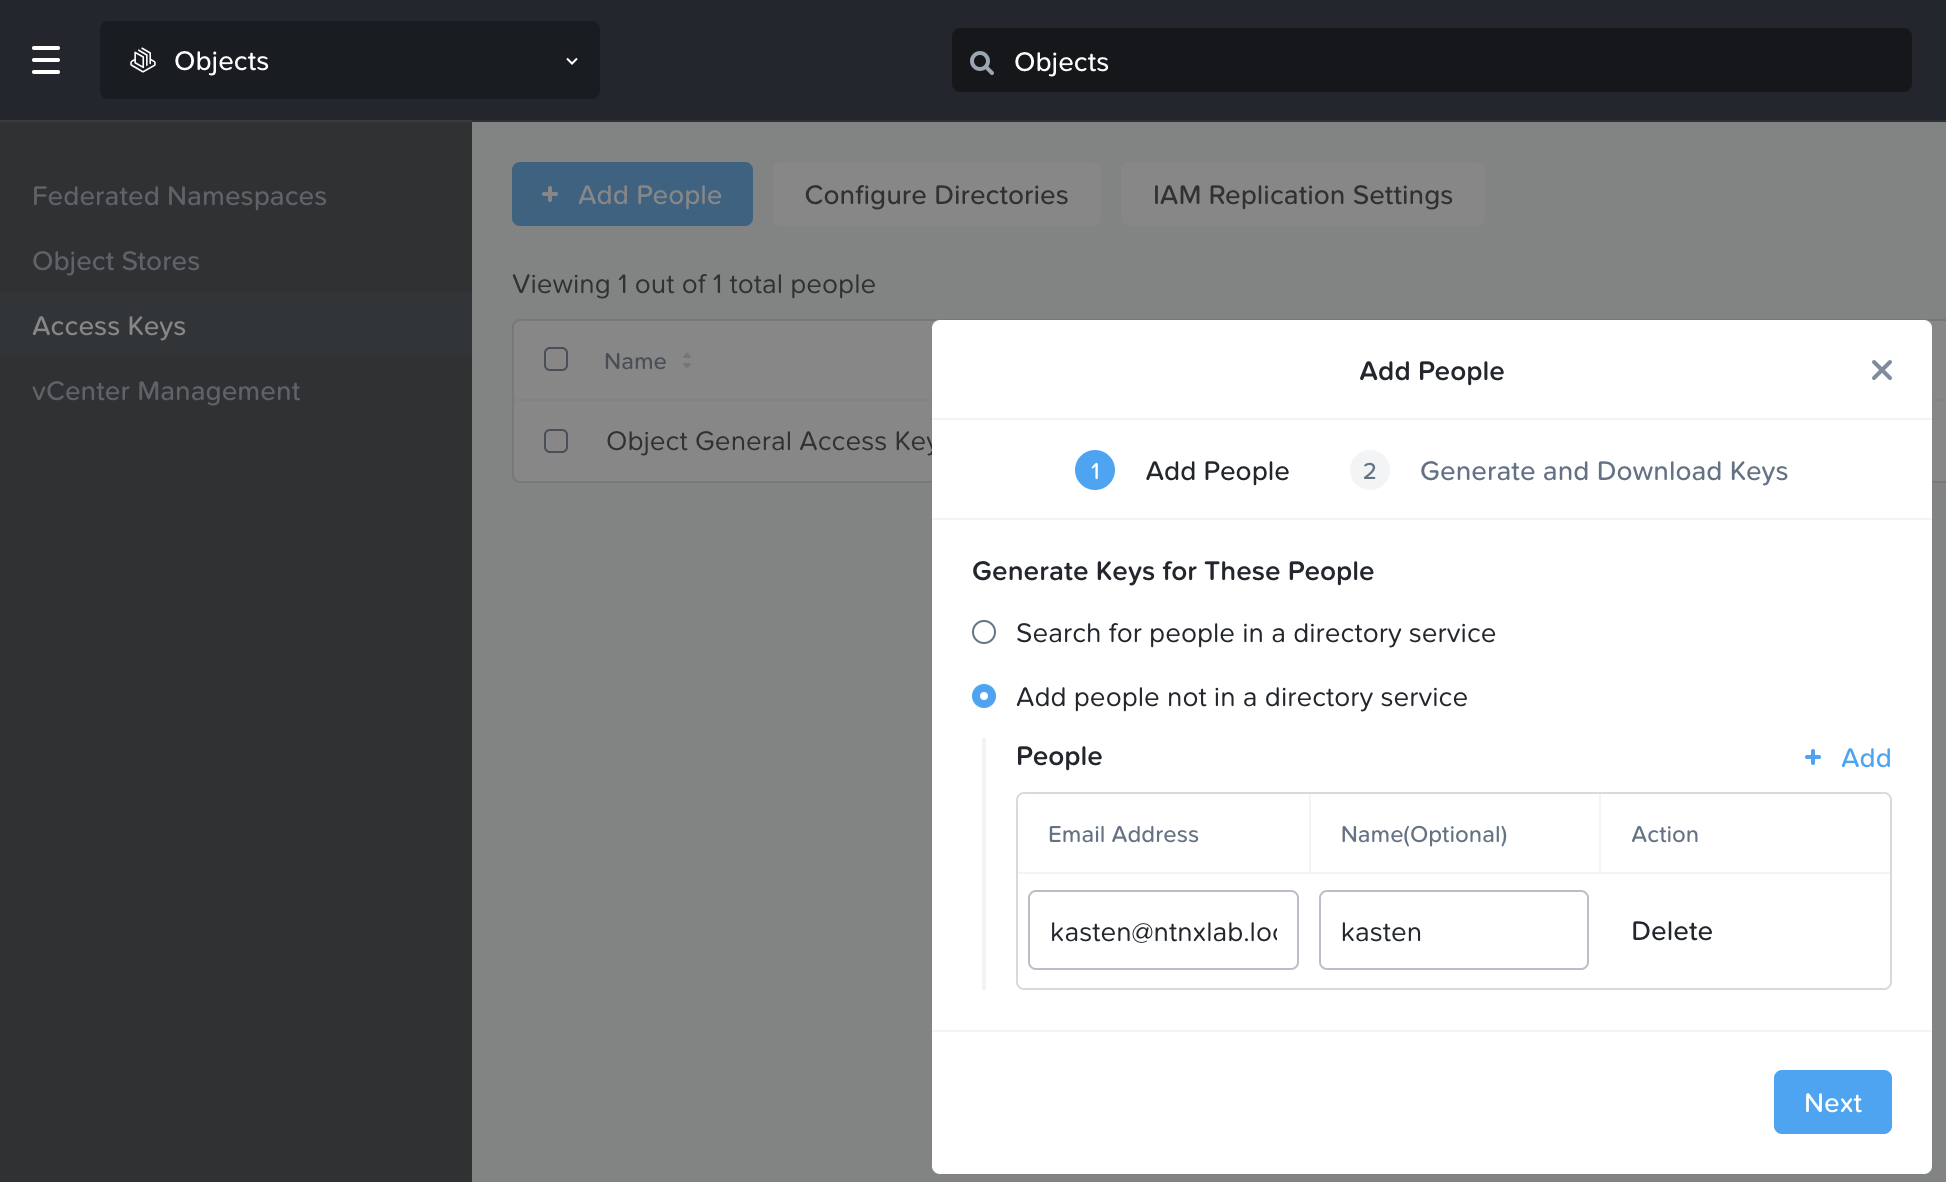 Objects
Objects
Federated Namespaces
Object Stores
Access Keys
vCenter Management
+ Add People
Configure Directories
IAM Replication Settings
Viewing 1 out of 1 total people
Name
Object General Access Key
Add People
1 Add People
2 Generate and Download Keys
Generate Keys for These People
Search for people in a directory service
Add people not in a directory service
People
+ Add
Email Address
Name(Optional)
Action
kasten@ntnxlab.loc
kasten
Delete
Next